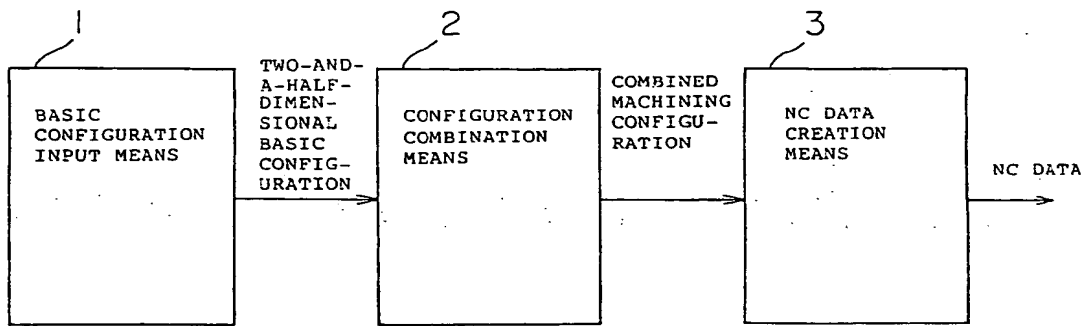 1
2
3
BASIC
CONFIGURATION
INPUT MEANS
TWO-AND-
A-HALF-
DIMEN-
SIONAL
BASIC
CONFIG-
URATION
CONFIGURATION
COMBINATION
MEANS
COMBINED
MACHINING
CONFIGU-
RATION
NC DATA
CREATION
MEANS
NC DATA